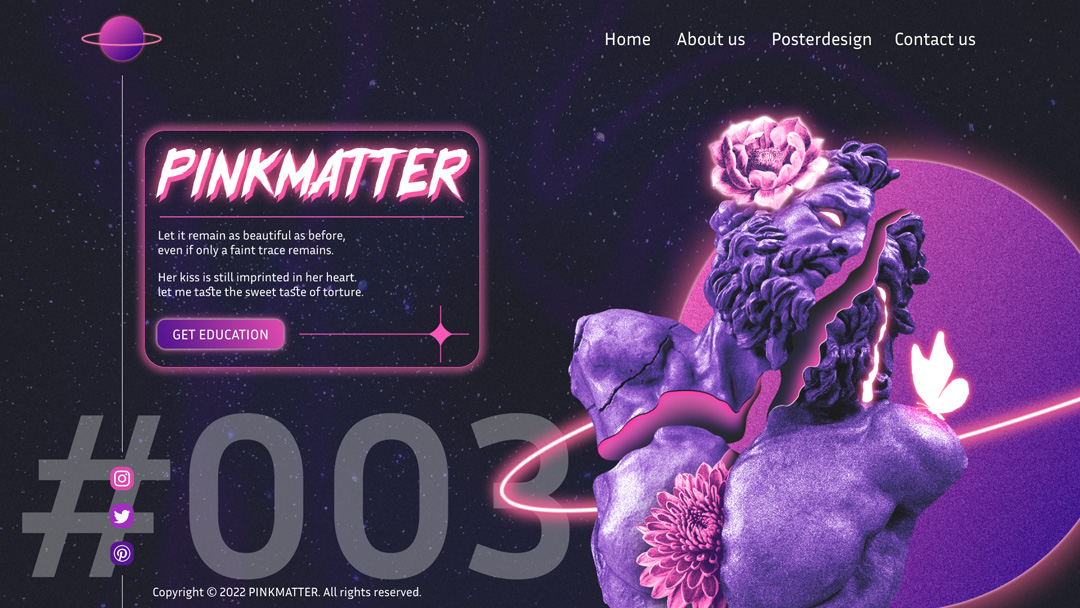 Home About us Posterdesign Contact us
PINKMATTER
Let it remain as beautiful as before,
even if only a faint trace remains.
Her kiss is still imprinted in her heart.
let me taste the sweet taste of torture.
GET EDUCATION
#003
Copyright © 2022 PINKMATTER. All rights reserved.